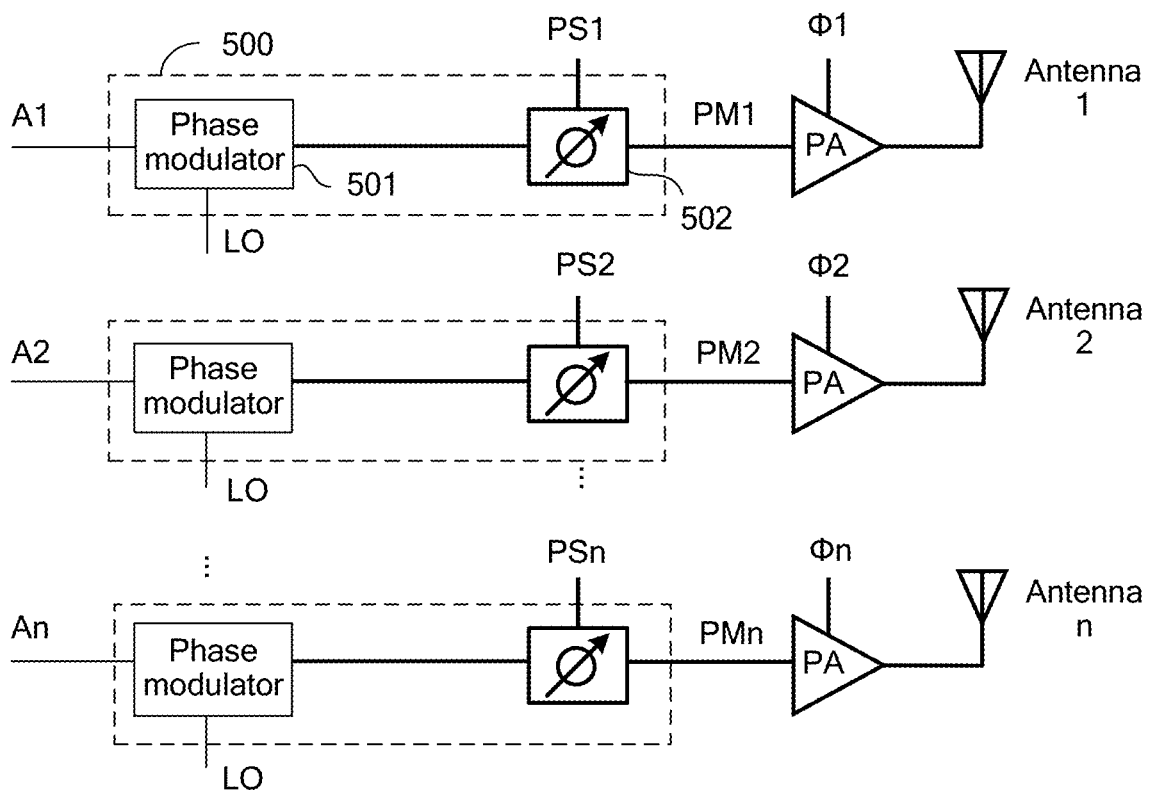 500
PS1
Φ1
Antenna
1
A1
Phase
modulator
PM1
PA
501
502
LO
PS2
Φ2
Antenna
2
A2
Phase
modulator
PM2
PA
LO
PSn
Φn
Antenna
n
An
Phase
modulator
PMn
PA
LO